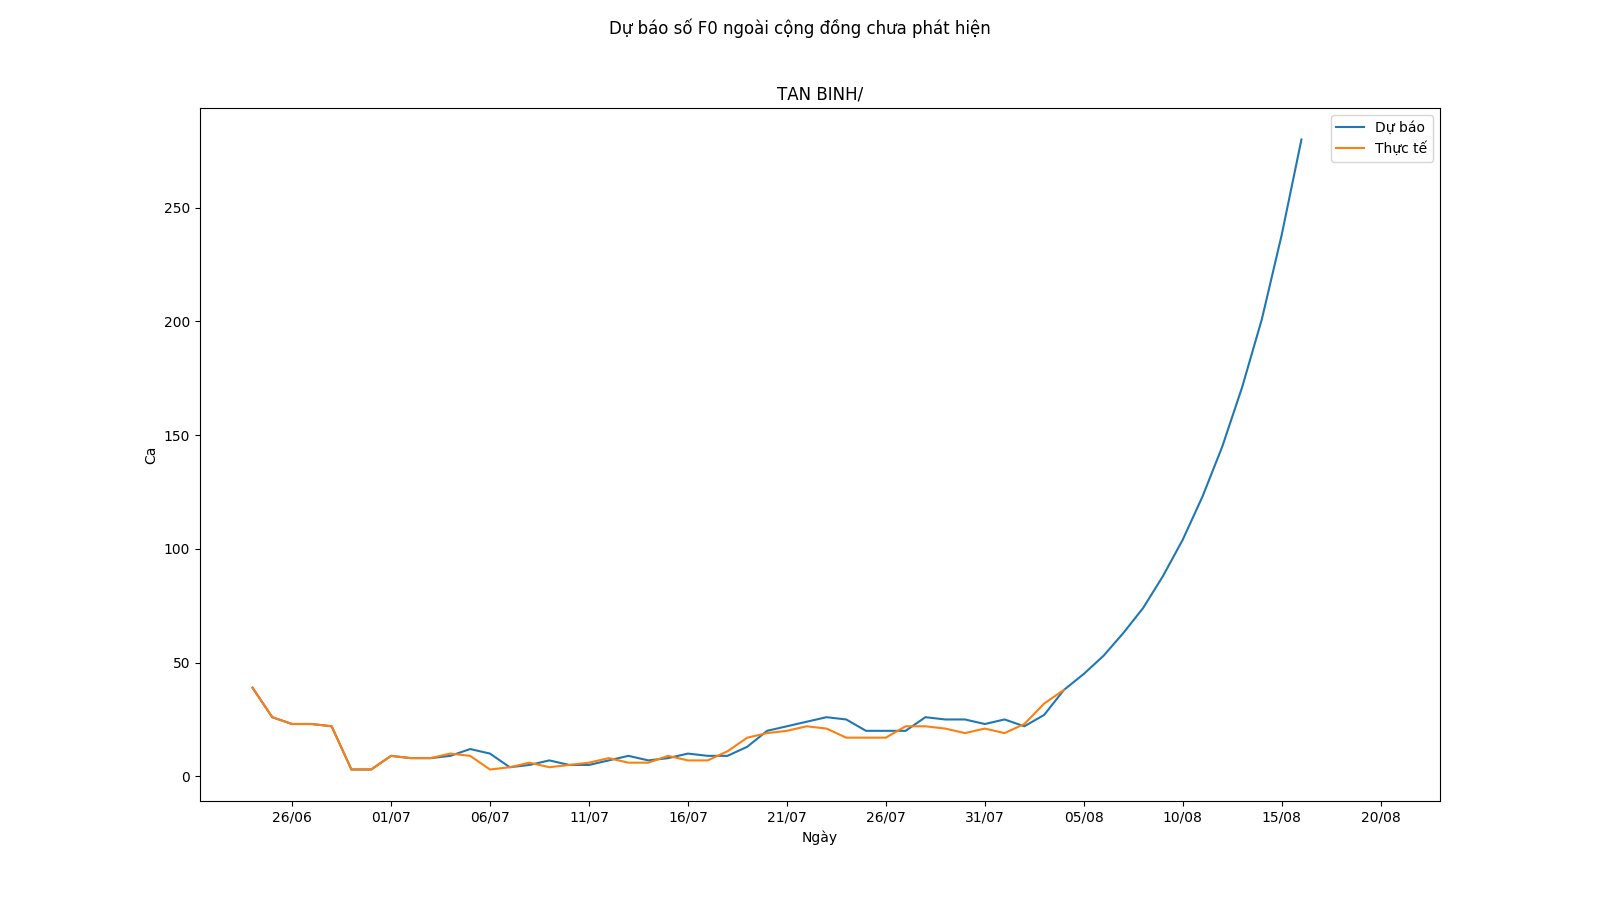 Dự báo số F0 ngoài cộng đồng chưa phát hiện
TAN BINH/
Dự báo
Thực tế
250
200
150
100
50
0
Ca
26/06 01/07 06/07 11/07 16/07 21/07 26/07 31/07 05/08 10/08 15/08 20/08
Ngày